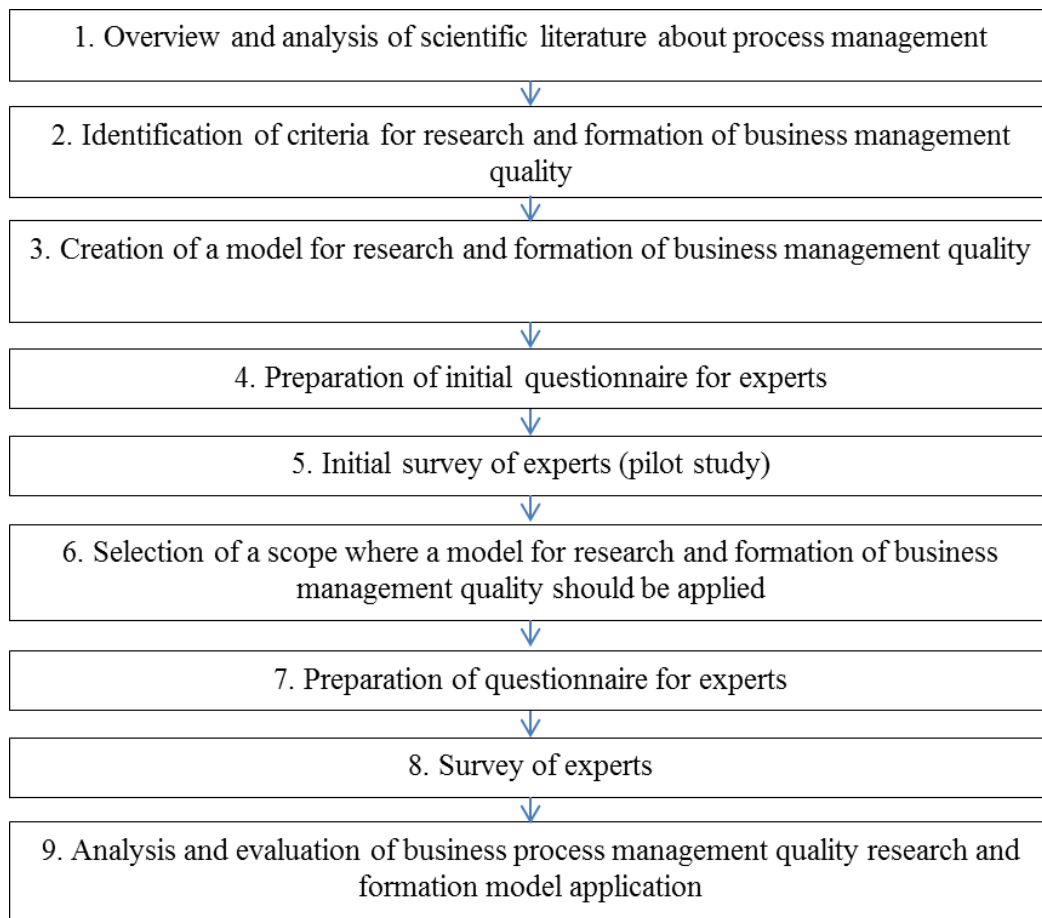 1. Overview and analysis of scientific literature about process management
2. Identification of criteria for research and formation of business management
quality
3. Creation of a model for research and formation of business management quality
4. Preparation of initial questionnaire for experts
5. Initial survey of experts (pilot study)
6. Selection of a scope where a model for research and formation of business
management quality should be applied
7. Preparation of questionnaire for experts
8. Survey of experts
9. Analysis and evaluation of business process management quality research and
formation model application